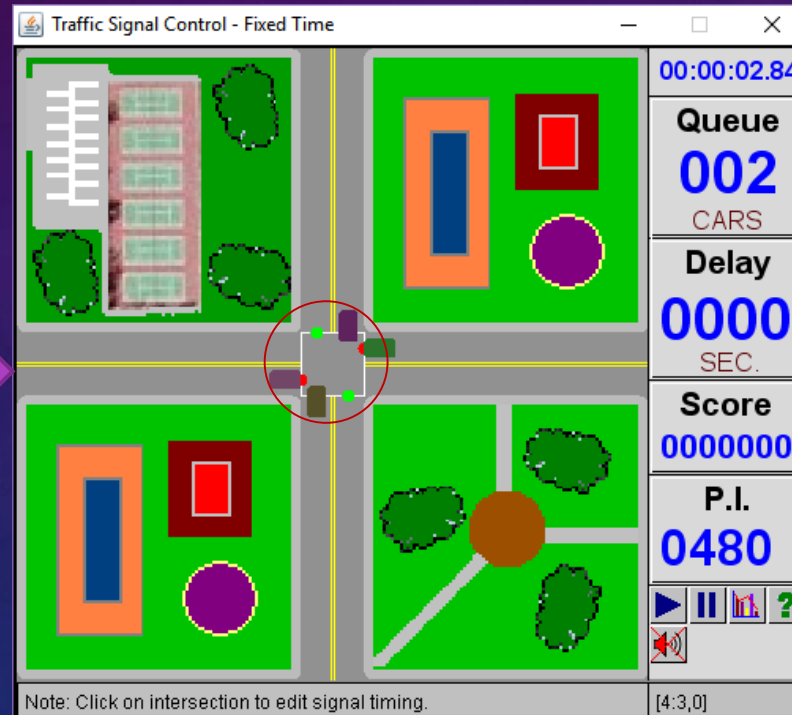 Traffic Signal Control - Fixed Time
00:00:02.84
Queue
002
CARS
Delay
0000
SEC.
Score
0000000
P.I.
0480
?
Note: Click on intersection to edit signal timing.
[4:3,0]